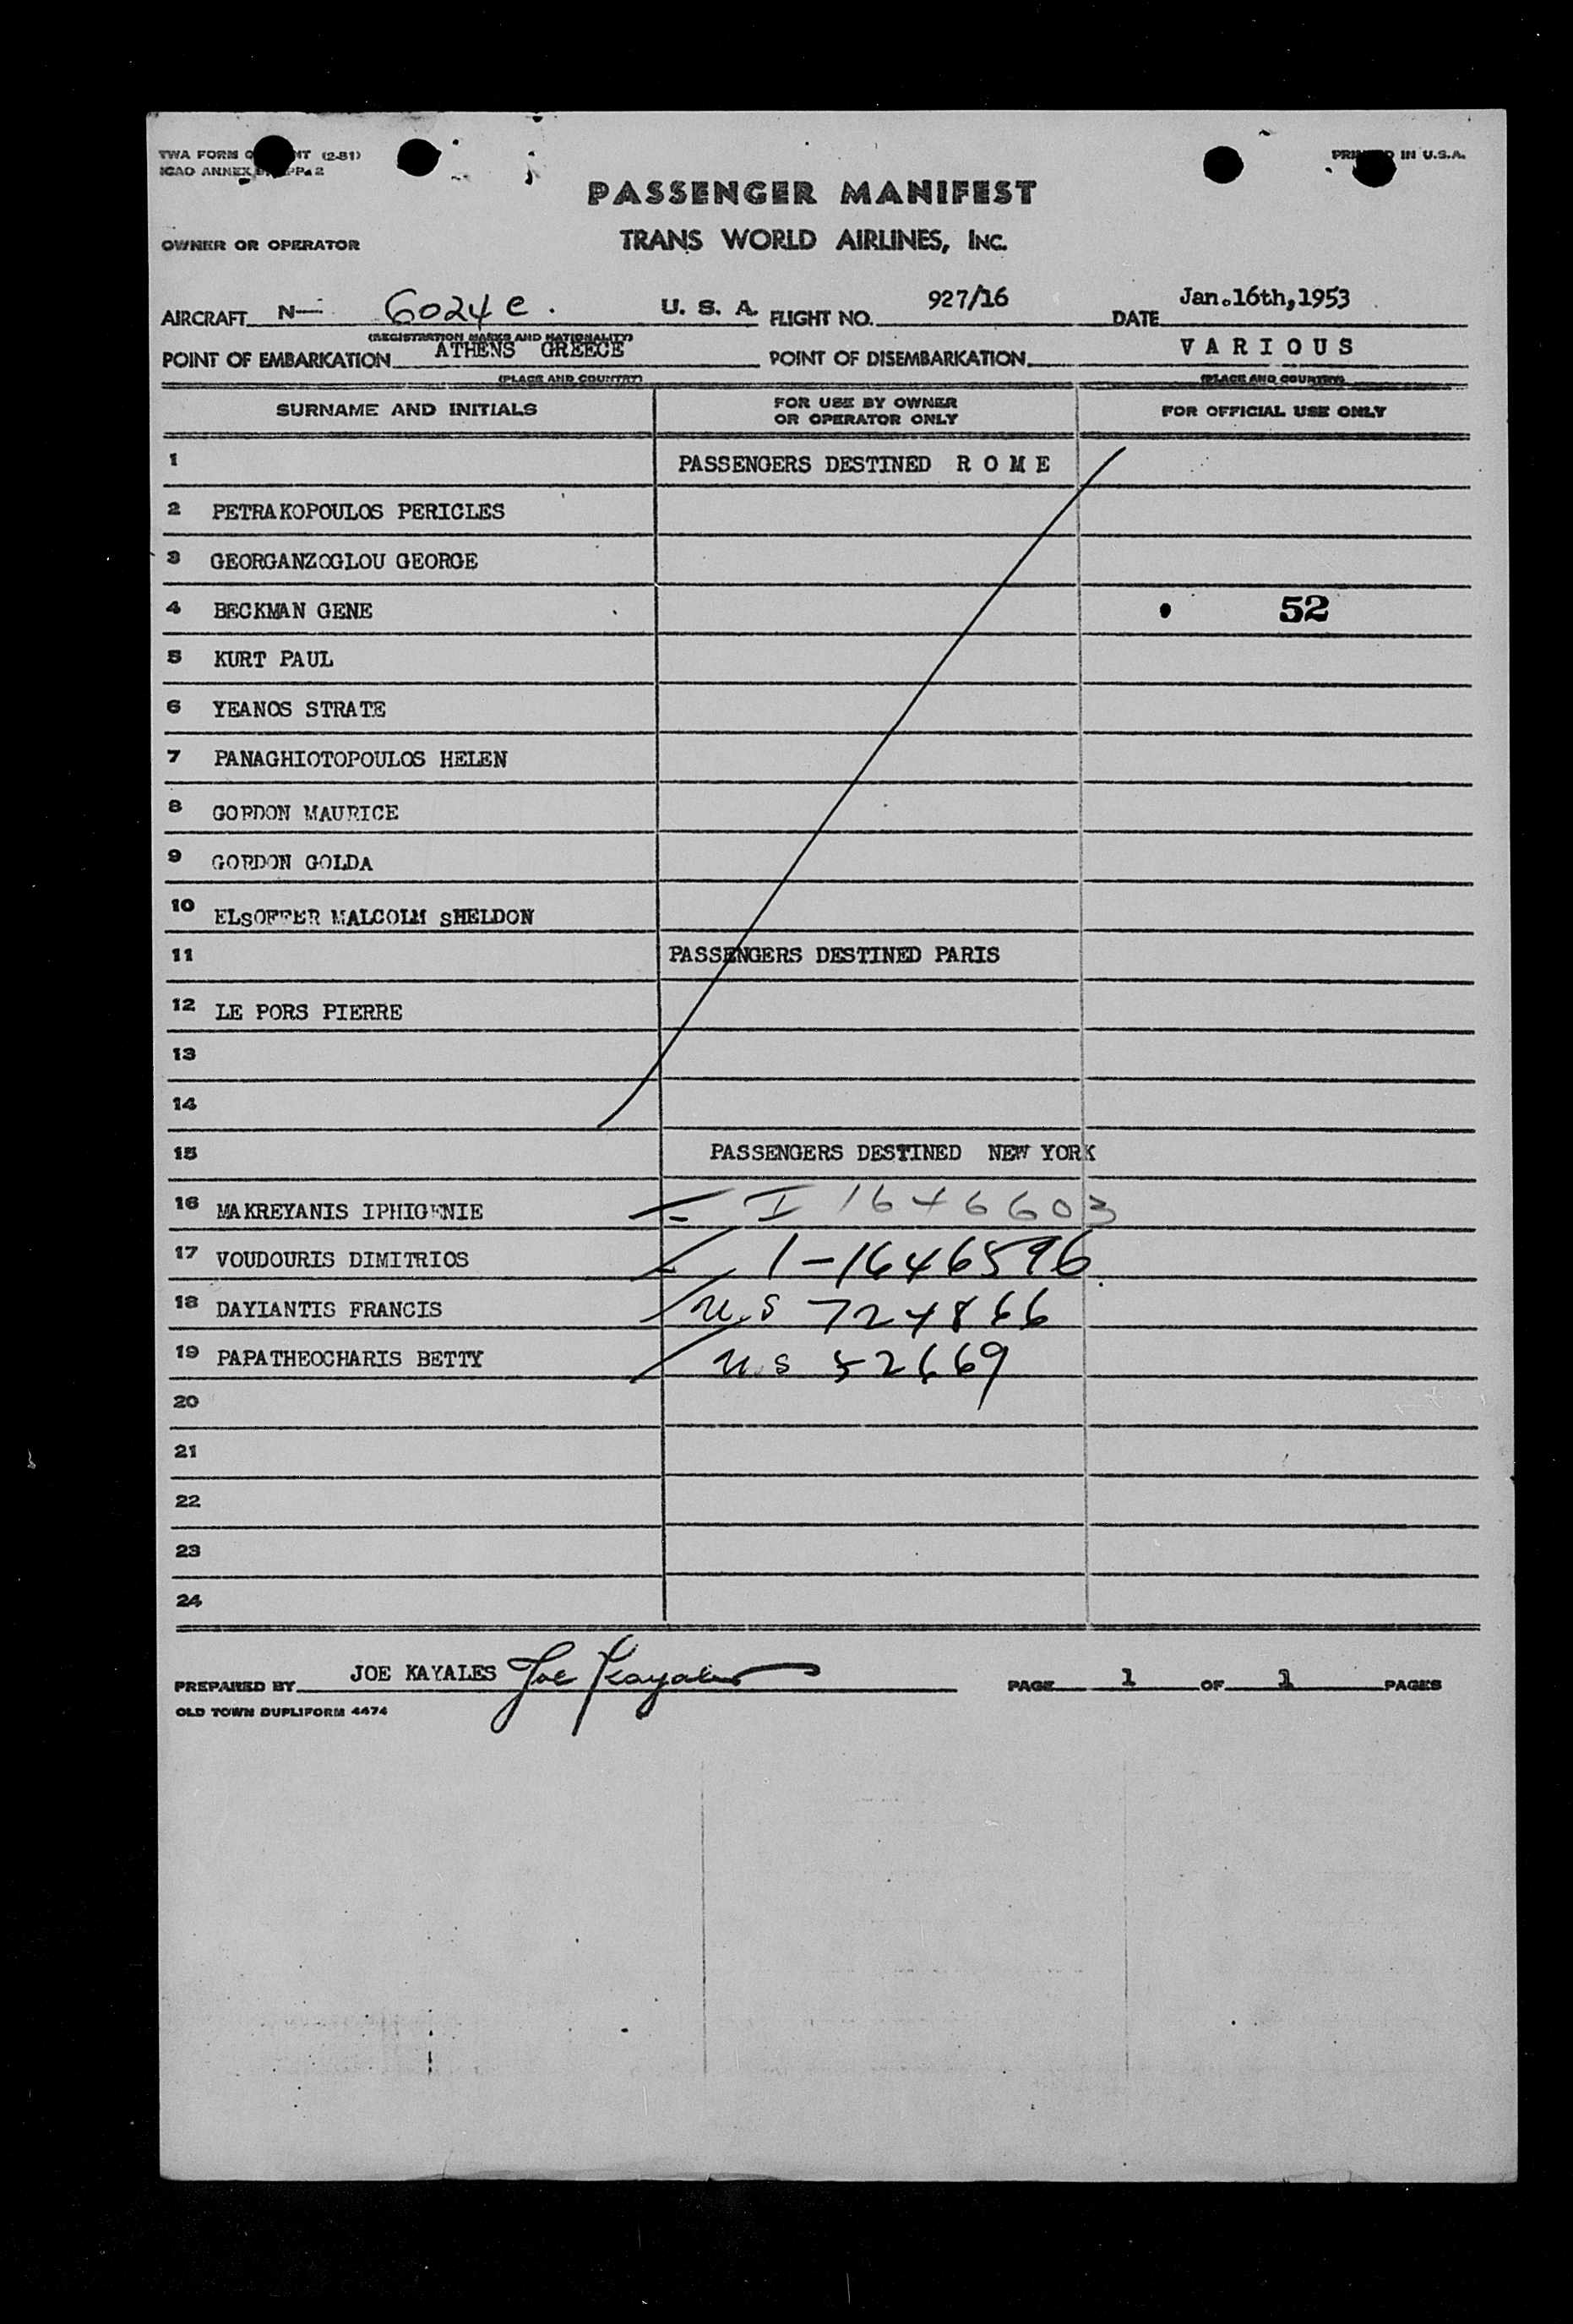 TWA FORM NT (2-51) PRINTED IN U.S.A.
ICAO ANNEX APP. 2
PASSENGER MANIFEST
OWNER OR OPERATOR TRANS WORLD AIRLINES, INC.
AIRCRAFT N- 6024C. U. S. A. FLIGHT NO. 927/16 DATE Jan.16th,1953
(REGISTRATION MARKS AND NATIONALITY)
POINT OF EMBARKATION ATHENS GREECE POINT OF DISEMBARKATION VARIOUS
(PLACE AND COUNTRY) (PLACE AND COUNTRY)
SURNAME AND INITIALS FOR USE BY OWNER OR OPERATOR ONLY FOR OFFICIAL USE ONLY
1 PASSENGERS DESTINED R O M E
2 PETRAKOPOULOS PERICLES
3 GEORGANZOGLOU GEORGE
4 BECKMAN GENE 52
5 KURT PAUL
6 YEANOS STRATE
7 PANAGHIOTOPOULOS HELEN
8 GORDON MAURICE
9 GORDON GOLDA
10 ELSOFFER MALCOLM SHELDON
11 PASSENGERS DESTINED PARIS
12 LE PORS PIERRE
13
14
15 PASSENGERS DESTINED NEW YORK
16 MAKREYANIS IPHIGENIE I 1646603
17 VOUDOURIS DIMITRIOS 1-1646596
18 DAYIANTIS FRANCIS U.S 724866
19 PAPATHEOCHARIS BETTY U.S 52669
20
21
22
23
24
PREPARED BY JOE KAYALES Joe Kayales PAGE 1 OF 1 PAGES
OLD TOWN DUPLIFORM 4474